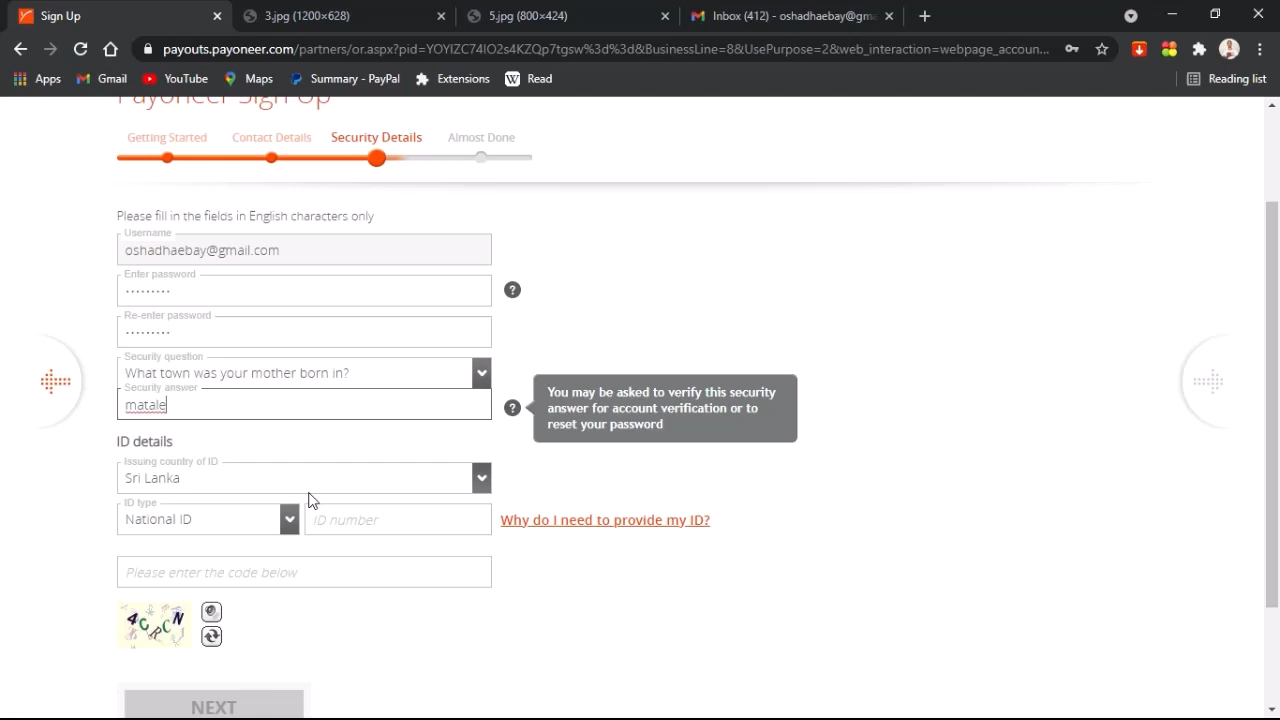 Sign Up
3.jpg (1200×628)
5.jpg (800×424)
Inbox (412) - oshadhaebay@gm
payouts.payoneer.com/partners/or.aspx?pid=YOYIZC74IO2s4KZQp7tgsw%3d%3d&BusinessLine=8&UsePurpose=2&web_interaction=webpage_accoun...
Apps
Gmail
YouTube
Maps
Summary - PayPal
Extensions
Read
Reading list
Payoneer Sign Up
Getting Started
Contact Details
Security Details
Almost Done
Please fill in the fields in English characters only
Username
oshadhaebay@gmail.com
Enter password
Re-enter password
Security question
What town was your mother born in?
Security answer
matale
You may be asked to verify this security
answer for account verification or to
reset your password
ID details
Issuing country of ID
Sri Lanka
ID type
National ID
ID number
Why do I need to provide my ID?
Please enter the code below
4CRCN
NEXT